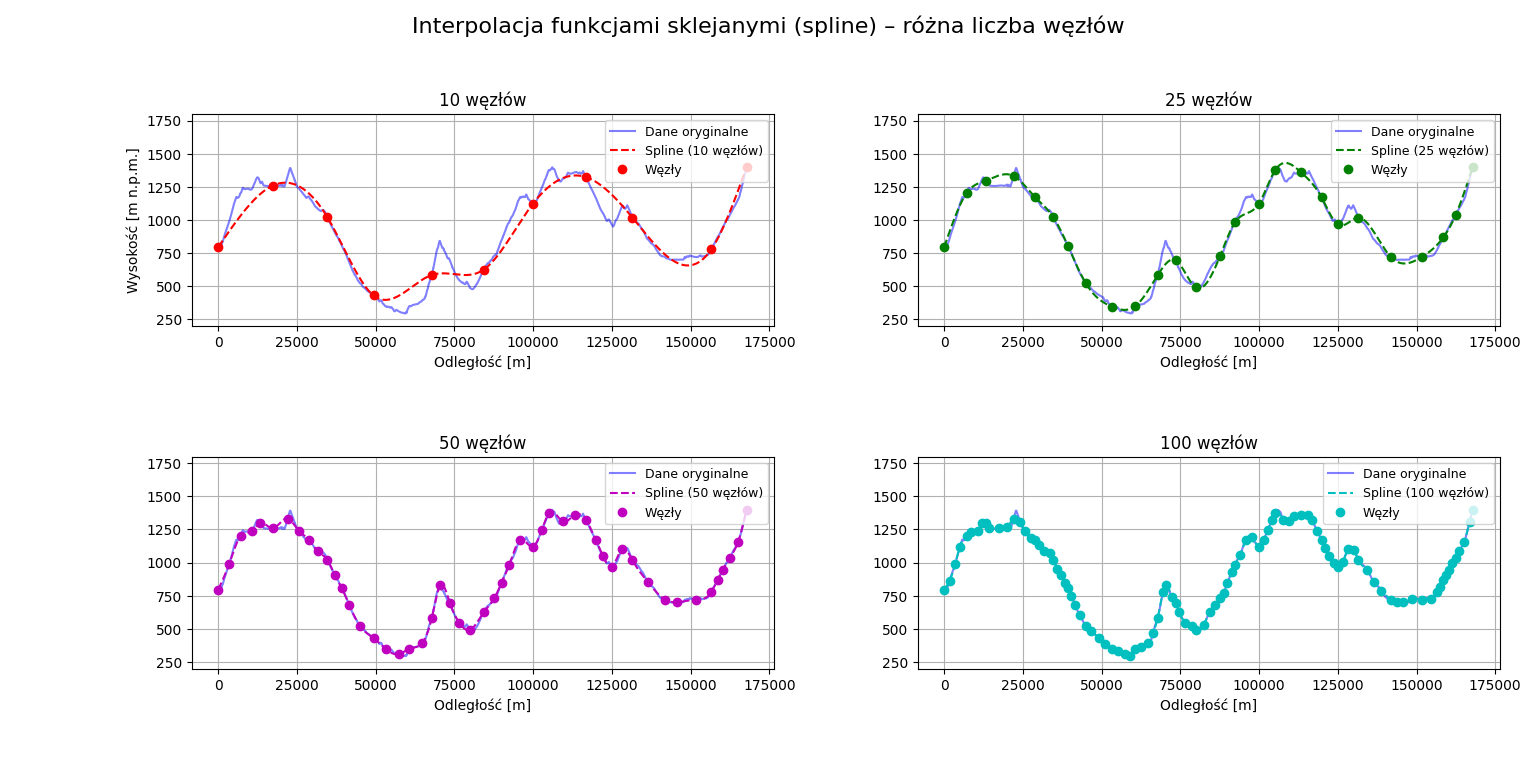 Interpolacja funkcjami sklejanymi (spline) – różna liczba węzłów
10 węzłów
1750
1500
1250
1000
750
500
250
Wysokość [m n.p.m.]
Dane oryginalne
Spline (10 węzłów)
Węzły
0 25000 50000 75000 100000 125000 150000 175000
Odległość [m]
25 węzłów
1750
1500
1250
1000
750
500
250
Dane oryginalne
Spline (25 węzłów)
Węzły
0 25000 50000 75000 100000 125000 150000 175000
Odległość [m]
50 węzłów
1750
1500
1250
1000
750
500
250
Dane oryginalne
Spline (50 węzłów)
Węzły
0 25000 50000 75000 100000 125000 150000 175000
Odległość [m]
100 węzłów
1750
1500
1250
1000
750
500
250
Dane oryginalne
Spline (100 węzłów)
Węzły
0 25000 50000 75000 100000 125000 150000 175000
Odległość [m]